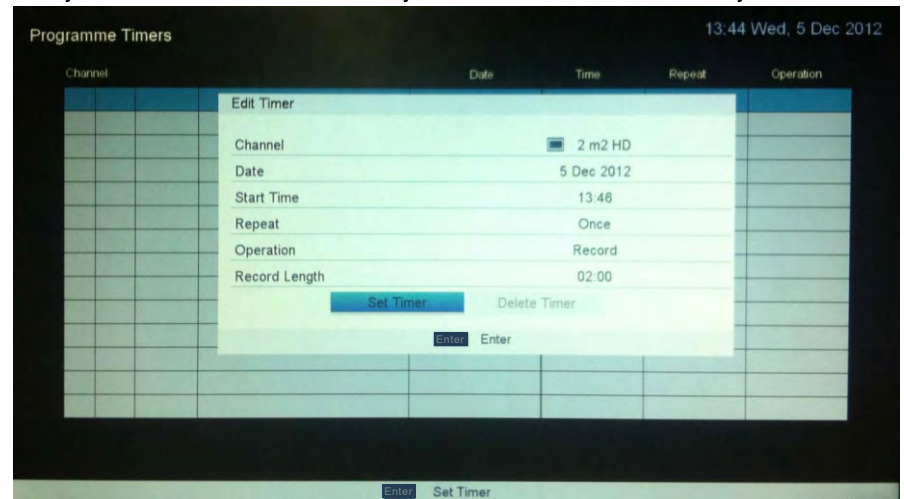 Programme Timers 13:44 Wed, 5 Dec 2012
Channel Date Time Repeat Operation
Edit Timer
Channel 2 m2 HD
Date 5 Dec 2012
Start Time 13:46
Repeat Once
Operation Record
Record Length 02:00
Set Timer Delete Timer
Enter Enter
Enter Set Timer